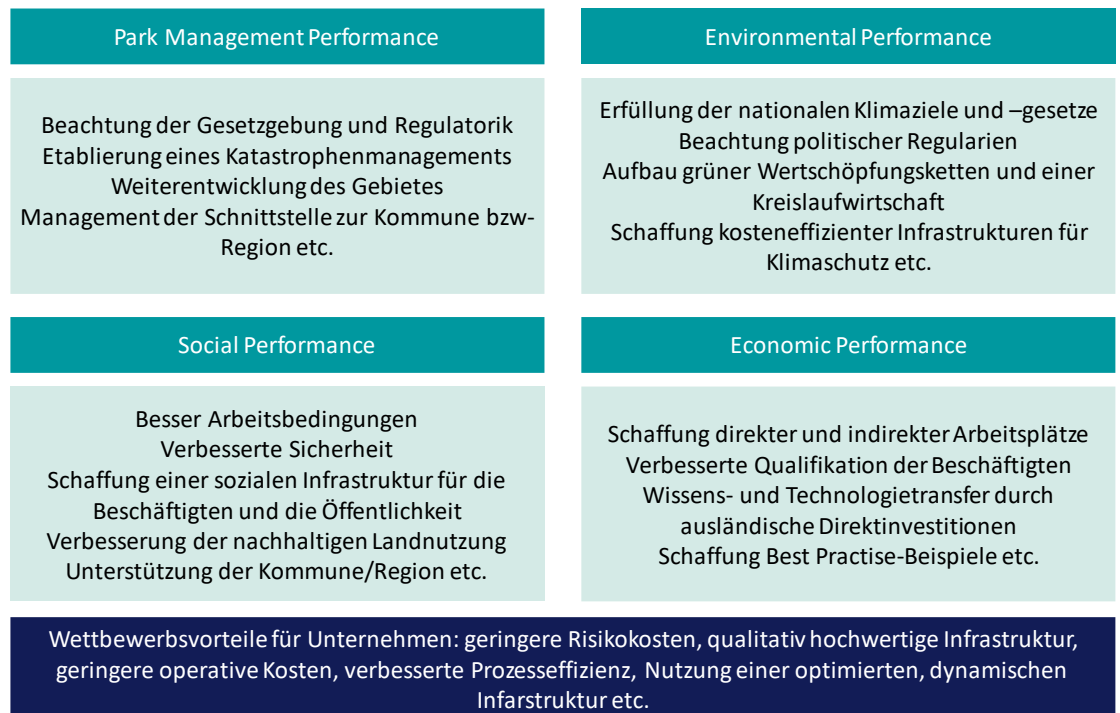 Park Management Performance
Beachtung der Gesetzgebung und Regulatorik
Etablierung eines Katastrophenmanagements
Weiterentwicklung des Gebietes
Management der Schnittstelle zur Kommune bzw-
Region etc.
Environmental Performance
Erfüllung der nationalen Klimaziele und –gesetze
Beachtung politischer Regularien
Aufbau grüner Wertschöpfungsketten und einer
Kreislaufwirtschaft
Schaffung kosteneffizienter Infrastrukturen für
Klimaschutz etc.
Social Performance
Besser Arbeitsbedingungen
Verbesserte Sicherheit
Schaffung einer sozialen Infrastruktur für die
Beschäftigten und die Öffentlichkeit
Verbesserung der nachhaltigen Landnutzung
Unterstützung der Kommune/Region etc.
Economic Performance
Schaffung direkter und indirekter Arbeitsplätze
Verbesserte Qualifikation der Beschäftigten
Wissens- und Technologietransfer durch
ausländische Direktinvestitionen
Schaffung Best Practise-Beispiele etc.
Wettbewerbsvorteile für Unternehmen: geringere Risikokosten, qualitativ hochwertige Infrastruktur,
geringere operative Kosten, verbesserte Prozesseffizienz, Nutzung einer optimierten, dynamischen
Infarstruktur etc.